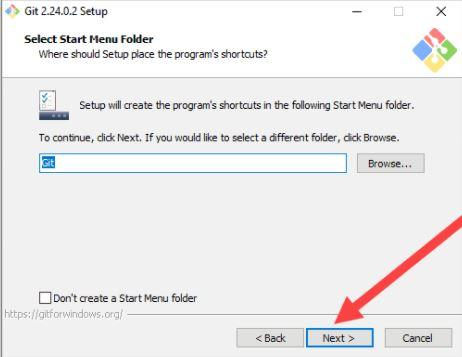 Git 2.24.0.2 Setup
Select Start Menu Folder
Where should Setup place the program's shortcuts?
Setup will create the program's shortcuts in the following Start Menu folder.
To continue, click Next. If you would like to select a different folder, click Browse.
Git
Browse...
Don't create a Start Menu folder
https://gitforwindows.org/
< Back
Next >
Cancel